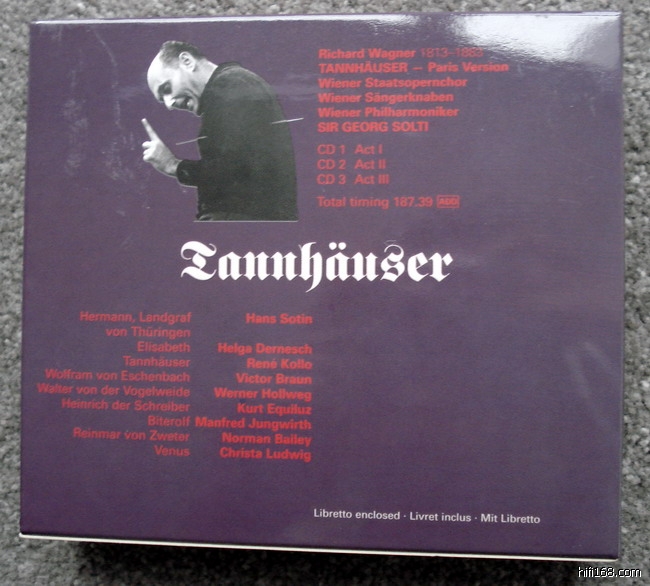 Richard Wagner 1813–1883
TANNHÄUSER – Paris Version
Wiener Staatsopernchor
Wiener Sängerknaben
Wiener Philharmoniker
SIR GEORG SOLTI
CD 1 Act I
CD 2 Act II
CD 3 Act III
Total timing 187.39 ADD
Tannhäuser
Hermann, Landgraf Hans Sotin
von Thüringen
Elisabeth Helga Dernesch
Tannhäuser René Kollo
Wolfram von Eschenbach Victor Braun
Walter von der Vogelweide Werner Hollweg
Heinrich der Schreiber Kurt Equiluz
Biterolf Manfred Jungwirth
Reinmar von Zweter Norman Bailey
Venus Christa Ludwig
Libretto enclosed · Livret inclus · Mit Libretto
hifi168.com